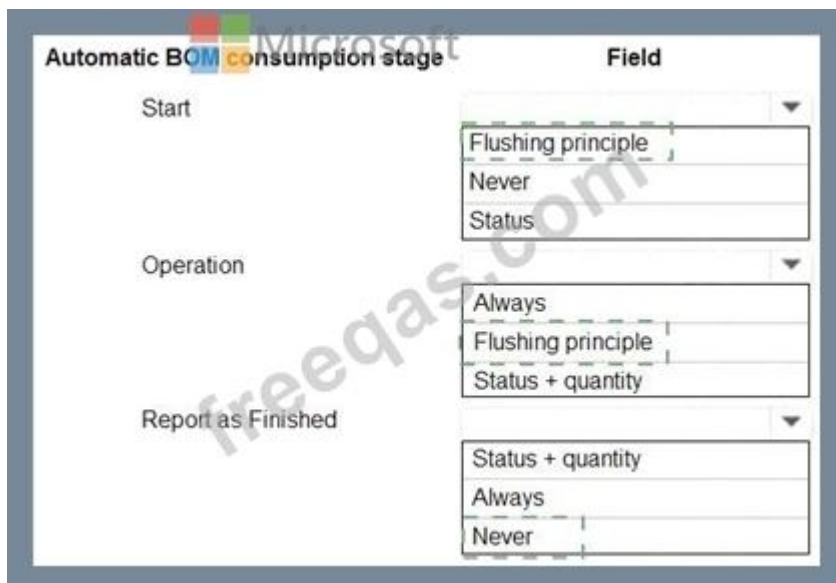 Microsoft
Automatic BOM consumption stage Field
Start
Flushing principle
Never
Status
Operation
Always
Flushing principle
Status + quantity
Report as Finished
Status + quantity
Always
Never
freeqas.com